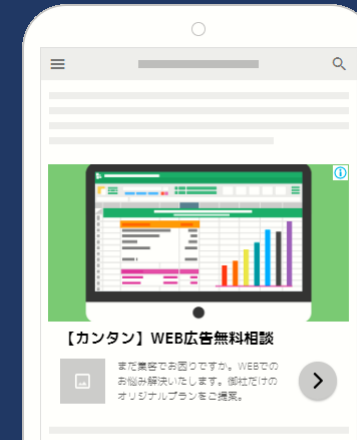 【カンタン】WEB広告無料相談
まだ集客でお困りですか。WEBでの
お悩み解決いたします。御社だけの
オリジナルプランをご提案。